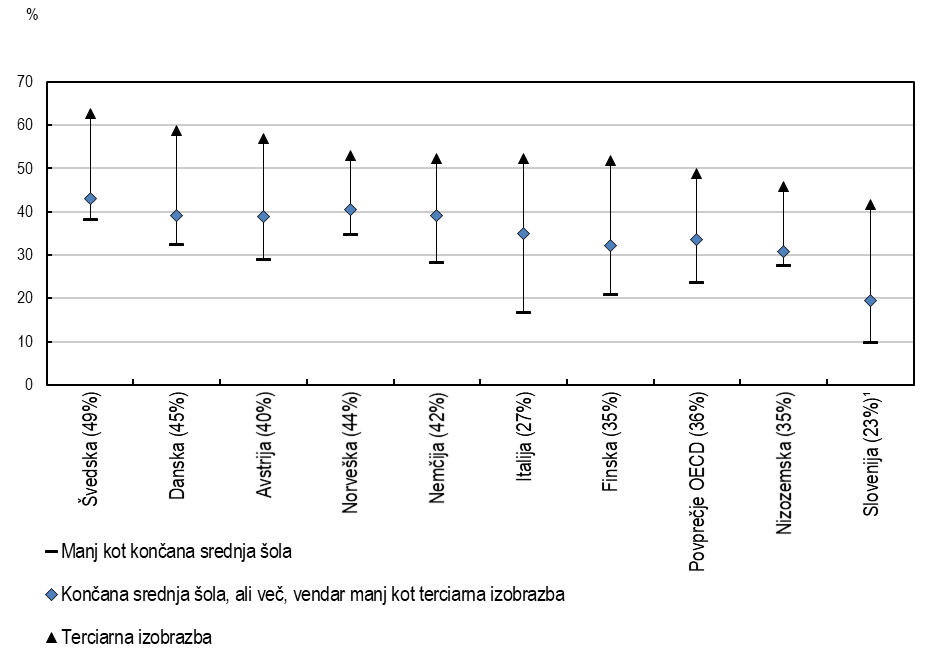 %
70
60
50
40
30
20
10
0
Švedska (49%)
Danska (45%)
Avstrija (40%)
Norveška (44%)
Nemčija (42%)
Italija (27%)
Finska (35%)
Povprečje OECD (36%)
Nizozemska (35%)
Slovenija (23%)¹
Manj kot končana srednja šola
Končana srednja šola, ali več, vendar manj kot terciarna izobrazba
Terciarna izobrazba